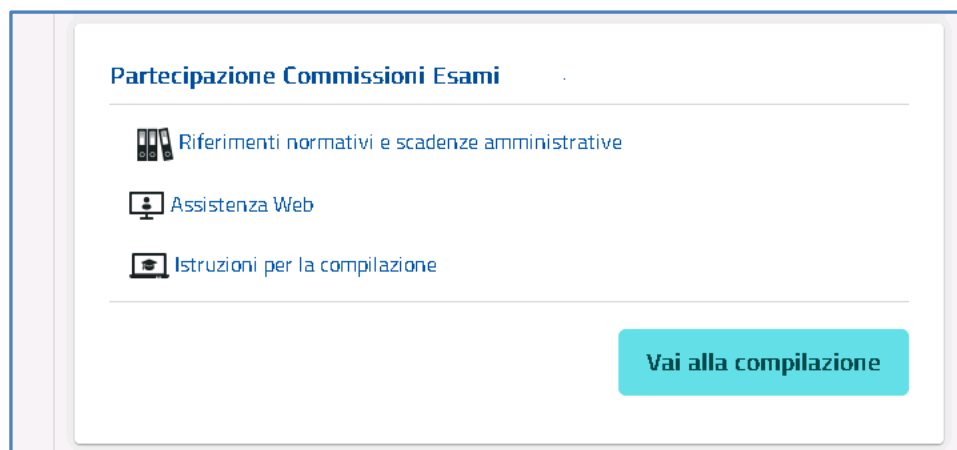 Partecipazione Commissioni Esami
Riferimenti normativi e scadenze amministrative
Assistenza Web
Istruzioni per la compilazione
Vai alla compilazione